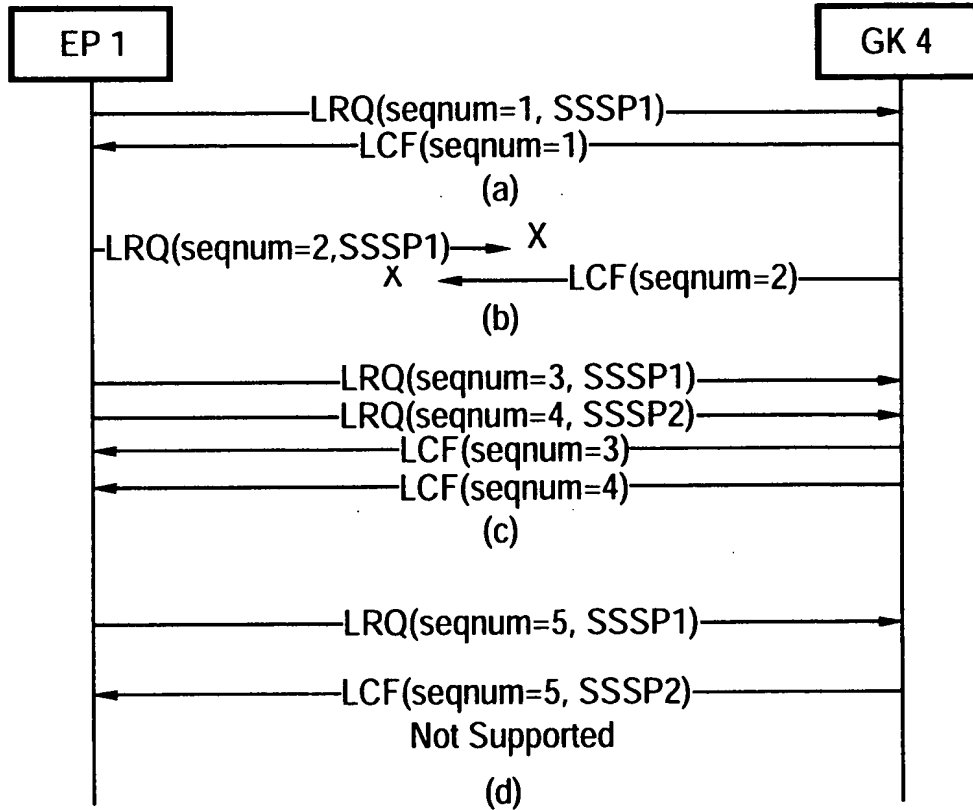 EP 1
GK 4
LRQ(seqnum=1, SSSP1)
LCF(seqnum=1)
(a)
LRQ(seqnum=2,SSSP1) X
X LCF(seqnum=2)
(b)
LRQ(seqnum=3, SSSP1)
LRQ(seqnum=4, SSSP2)
LCF(seqnum=3)
LCF(seqnum=4)
(c)
LRQ(seqnum=5, SSSP1)
LCF(seqnum=5, SSSP2)
Not Supported
(d)